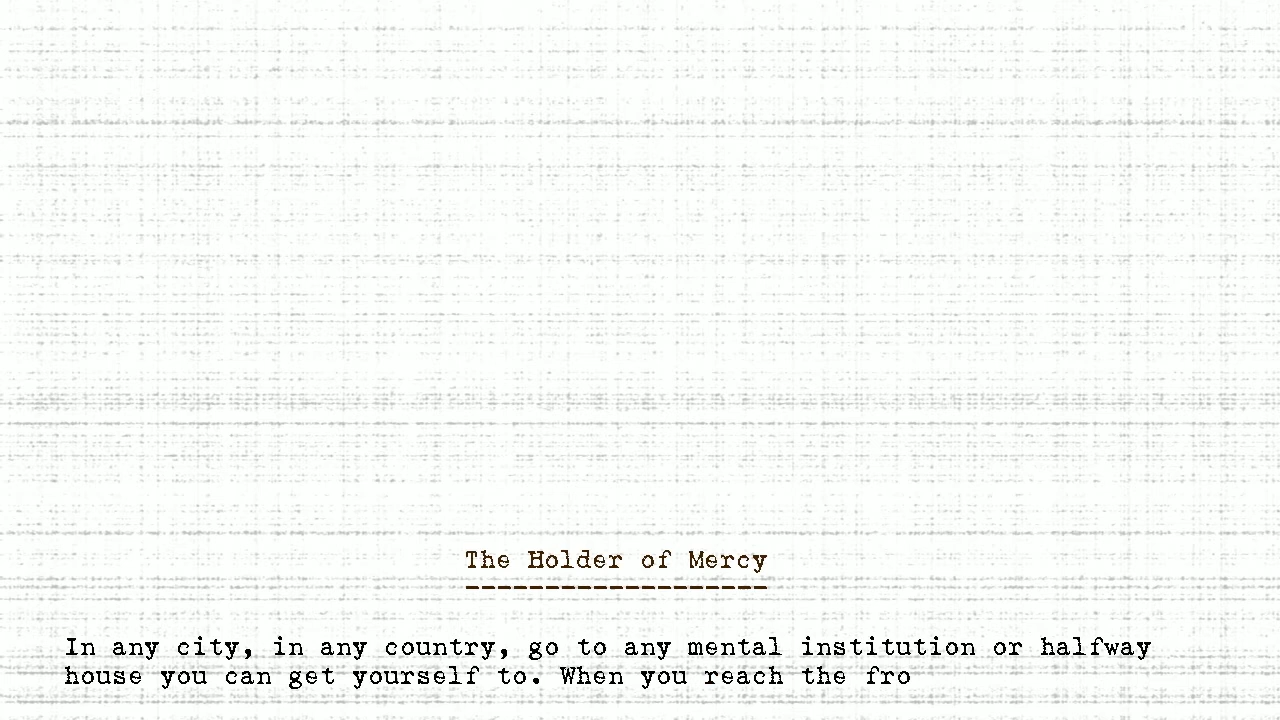 The Holder of Mercy
-------------------
In any city, in any country, go to any mental institution or halfway
house you can get yourself to. When you reach the fro